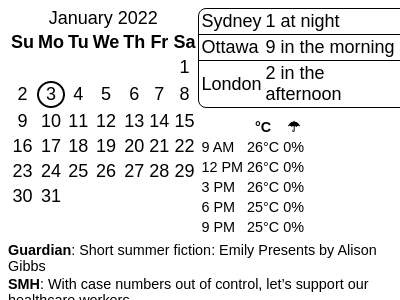 January 2022
Su Mo Tu We Th Fr Sa
1
2 3 4 5 6 7 8
9 10 11 12 13 14 15
16 17 18 19 20 21 22
23 24 25 26 27 28 29
30 31
Sydney 1 at night
Ottawa 9 in the morning
London 2 in the
afternoon
°C ☂
9 AM 26°C 0%
12 PM 26°C 0%
3 PM 26°C 0%
6 PM 25°C 0%
9 PM 25°C 0%
Guardian: Short summer fiction: Emily Presents by Alison
Gibbs
SMH: With case numbers out of control, let’s support our
healthcare workers